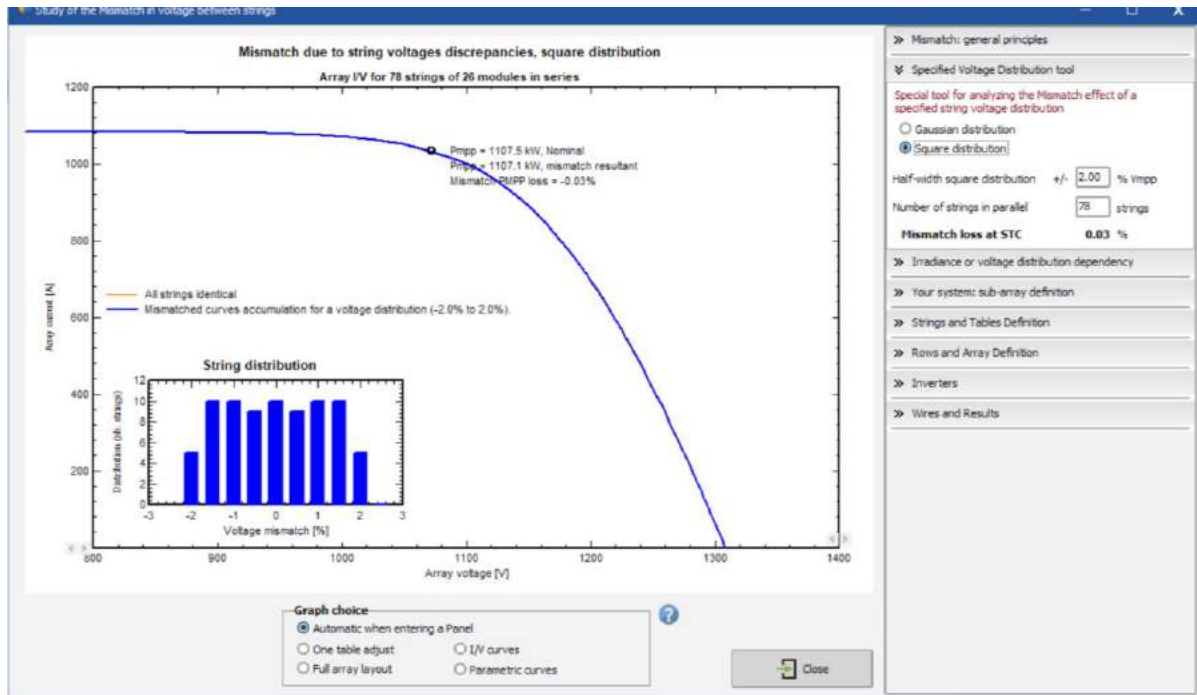 Study of the Mismatch in voltage between strings
Mismatch due to string voltages discrepancies, square distribution
Array I/V for 78 strings of 26 modules in series
1200
1000
800
600
400
200
Array current [A]
Pmpp = 1107.5 kW, Nominal
Pmpp = 1107.1 kW, mismatch resultant
Mismatch PMPP loss = -0.03%
All strings identical
Mismatched curves accumulation for a voltage distribution (-2.0% to 2.0%).
String distribution
12
10
8
6
4
2
0
Distribution (nb. strings)
-3 -2 -1 0 1 2 3
Voltage mismatch [%]
800 900 1000 1100 1200 1300 1400
Array voltage [V]
Graph choice
Automatic when entering a Panel
One table adjust
I/V curves
Full array layout
Parametric curves
?
Close
Mismatch: general principles
Specified Voltage Distribution tool
Special tool for analyzing the Mismatch effect of a
specified string voltage distribution
Gaussian distribution
Square distribution
Half-width square distribution +/- 2.00 % Vmpp
Number of strings in parallel 78 strings
Mismatch loss at STC 0.03 %
Irradiance or voltage distribution dependency
Your system: sub-array definition
Strings and Tables Definition
Rows and Array Definition
Inverters
Wires and Results